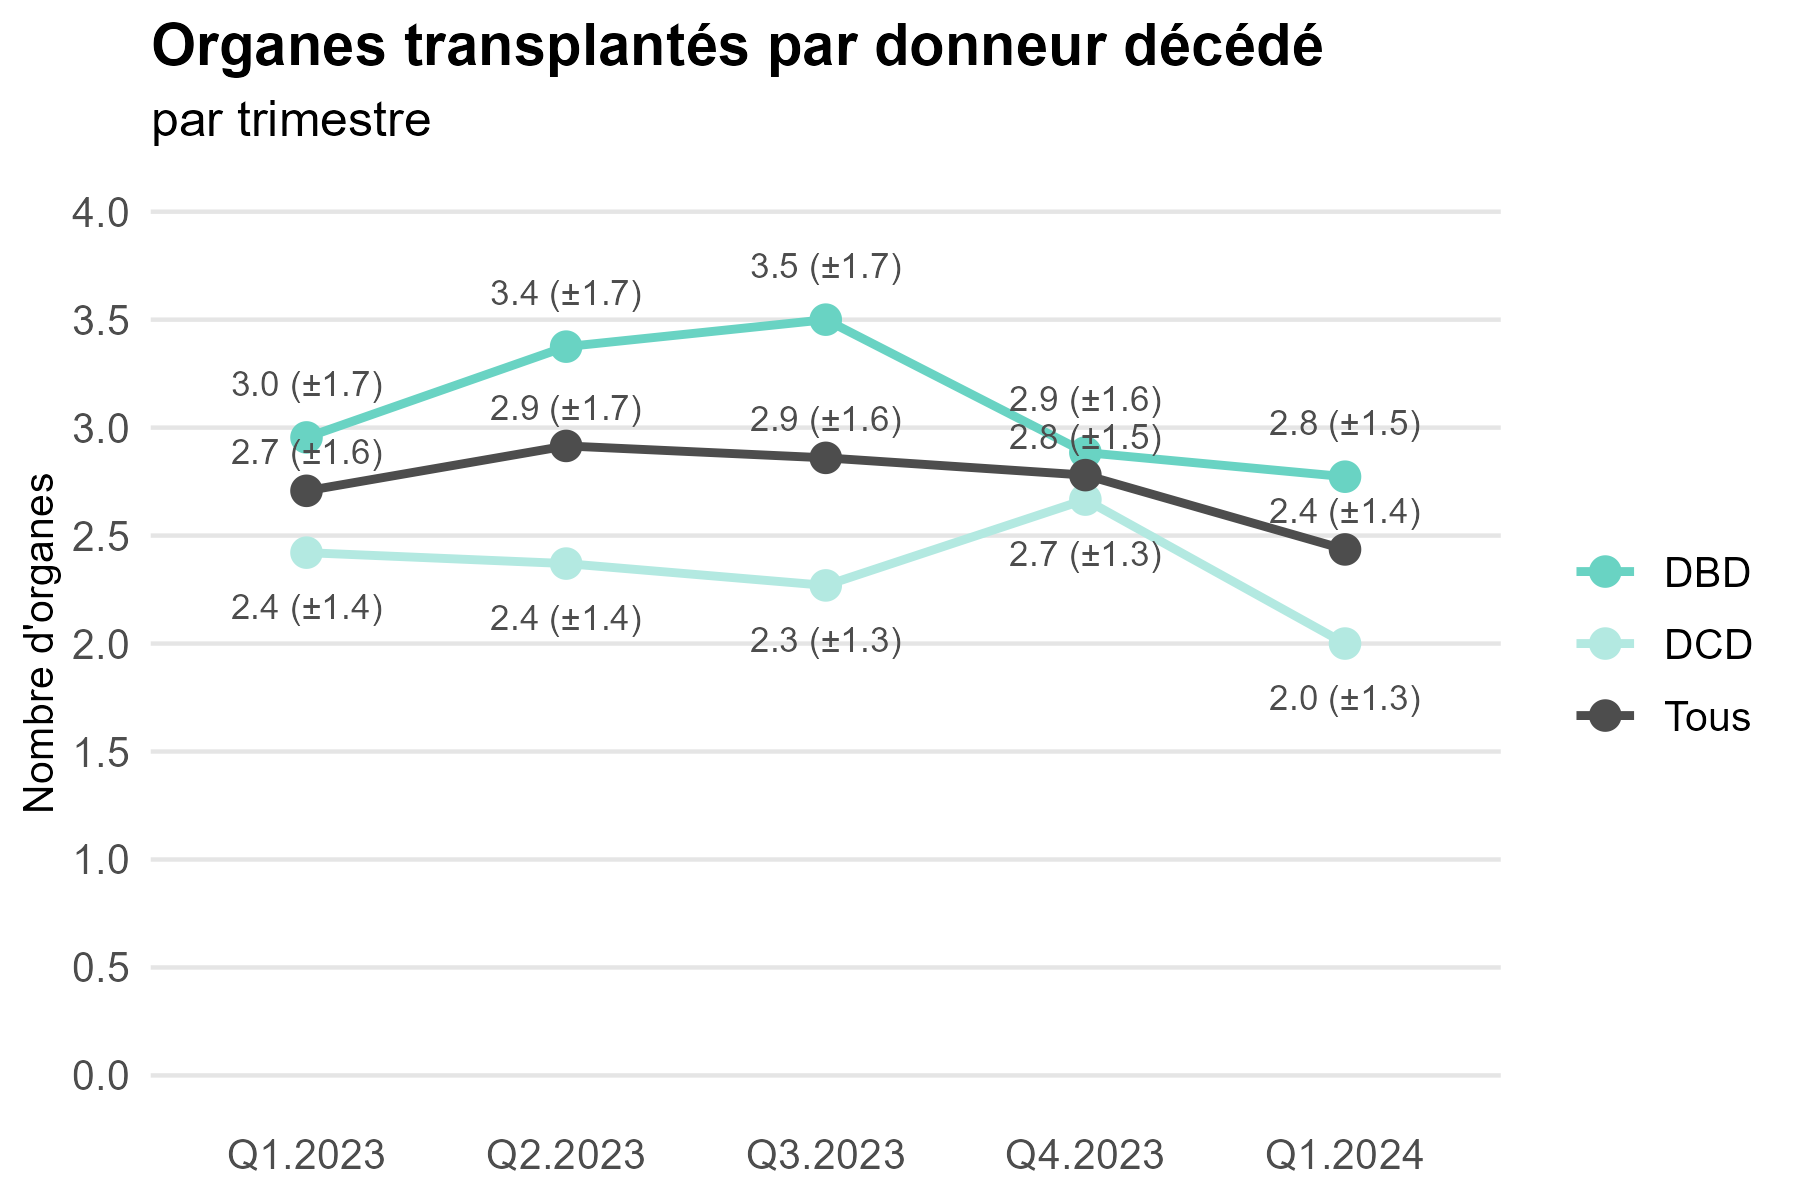 Organes transplantés par donneur décédé
par trimestre
Nombre d'organes
4.0
3.5
3.0
2.5
2.0
1.5
1.0
0.5
0.0
3.0 (±1.7)
3.4 (±1.7)
3.5 (±1.7)
2.9 (±1.6)
2.8 (±1.5)
2.7 (±1.6)
2.9 (±1.7)
2.9 (±1.6)
2.8 (±1.5)
2.4 (±1.4)
2.4 (±1.4)
2.4 (±1.4)
2.3 (±1.3)
2.7 (±1.3)
2.0 (±1.3)
Q1.2023
Q2.2023
Q3.2023
Q4.2023
Q1.2024
DBD
DCD
Tous